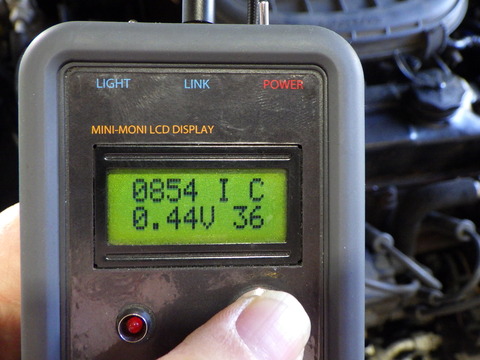 LIGHT LINK POWER
MINI-MONI LCD DISPLAY
0854 I C
0.44V 36